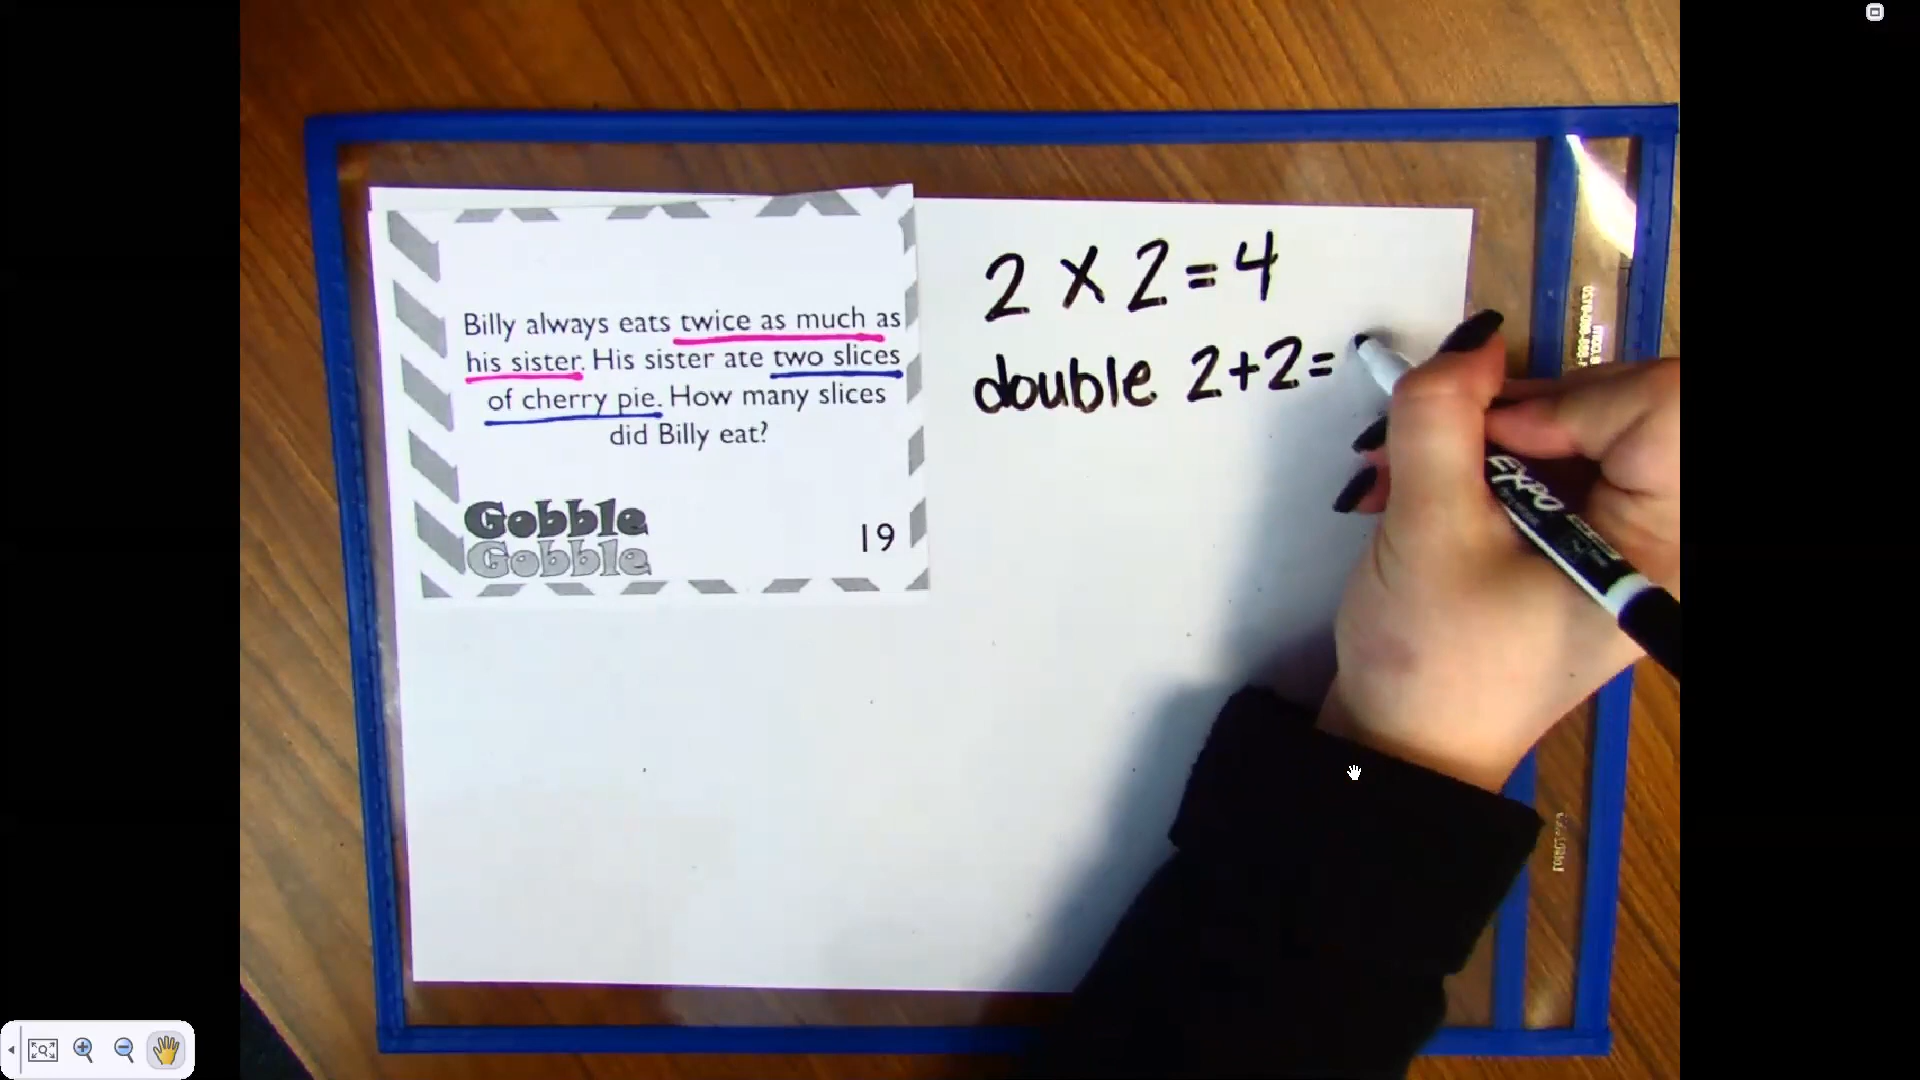 Billy always eats twice as much as
his sister. His sister ate two slices
of cherry pie. How many slices
did Billy eat?
Gobble
Gobble
19
2 x 2 = 4
double 2+2=
EXPO